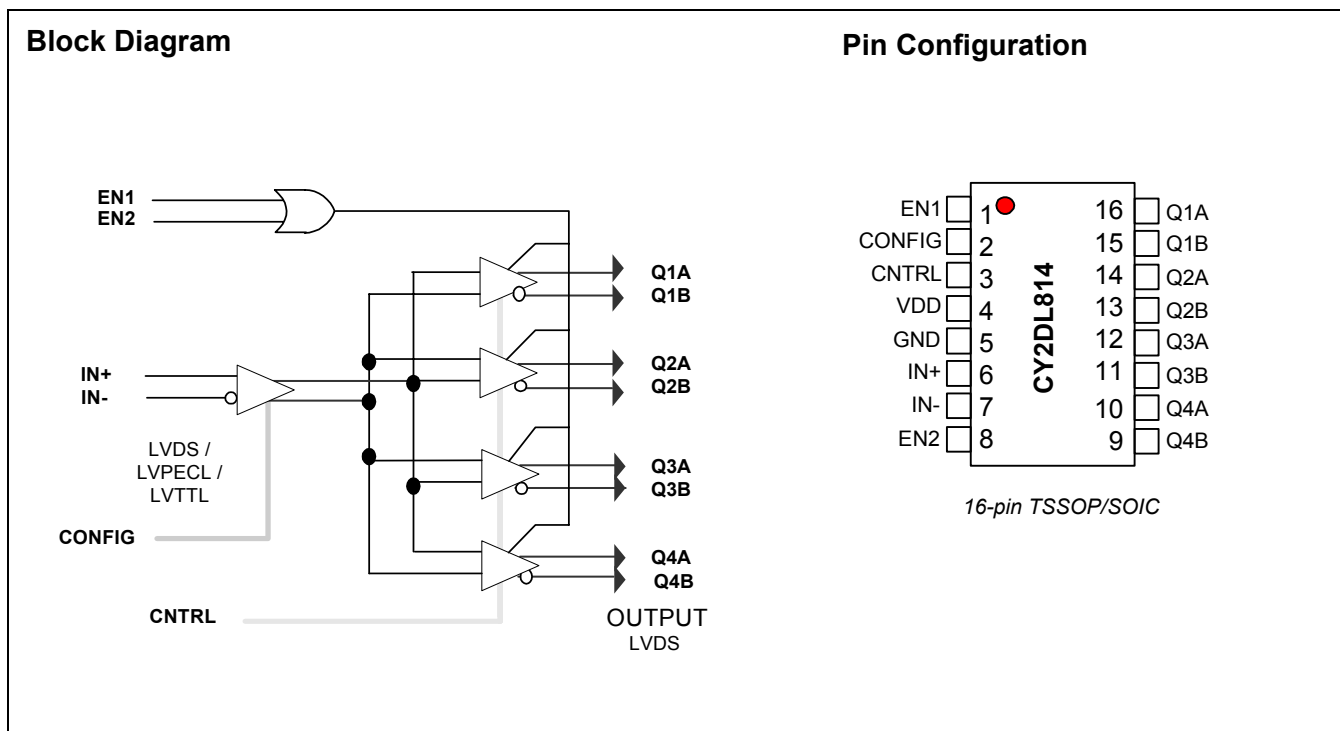 Block Diagram
EN1
EN2
IN+
IN-
LVDS /
LVPECL /
LVTTL
CONFIG
CNTRL
Q1A
Q1B
Q2A
Q2B
Q3A
Q3B
Q4A
Q4B
OUTPUT
LVDS
Pin Configuration
EN1 1 16 Q1A
CONFIG 2 15 Q1B
CNTRL 3 14 Q2A
VDD 4 13 Q2B
GND 5 12 Q3A
IN+ 6 11 Q3B
IN- 7 10 Q4A
EN2 8 9 Q4B
CY2DL814
16-pin TSSOP/SOIC